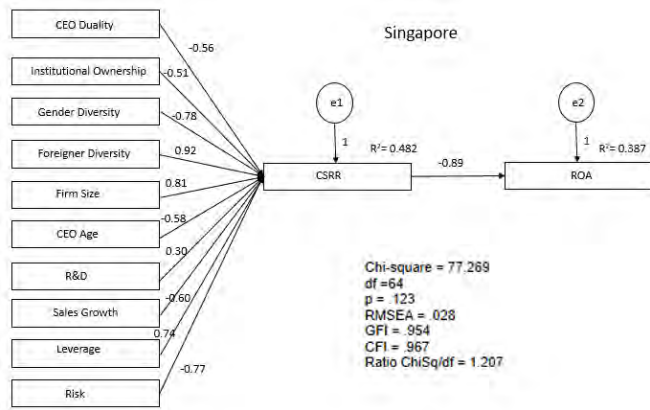 Singapore
CEO Duality
-0.56
Institutional Ownership
-0.51
Gender Diversity
-0.78
Foreigner Diversity
0.92
Firm Size
0.81
CEO Age
-0.58
R&D
0.30
Sales Growth
-0.60
Leverage
0.74
Risk
-0.77
e1
1
R²= 0.482
CSRR
-0.89
e2
1
R²= 0.387
ROA
Chi-square = 77.269
df =64
p = .123
RMSEA = .028
GFI = .954
CFI = .967
Ratio ChiSq/df = 1.207